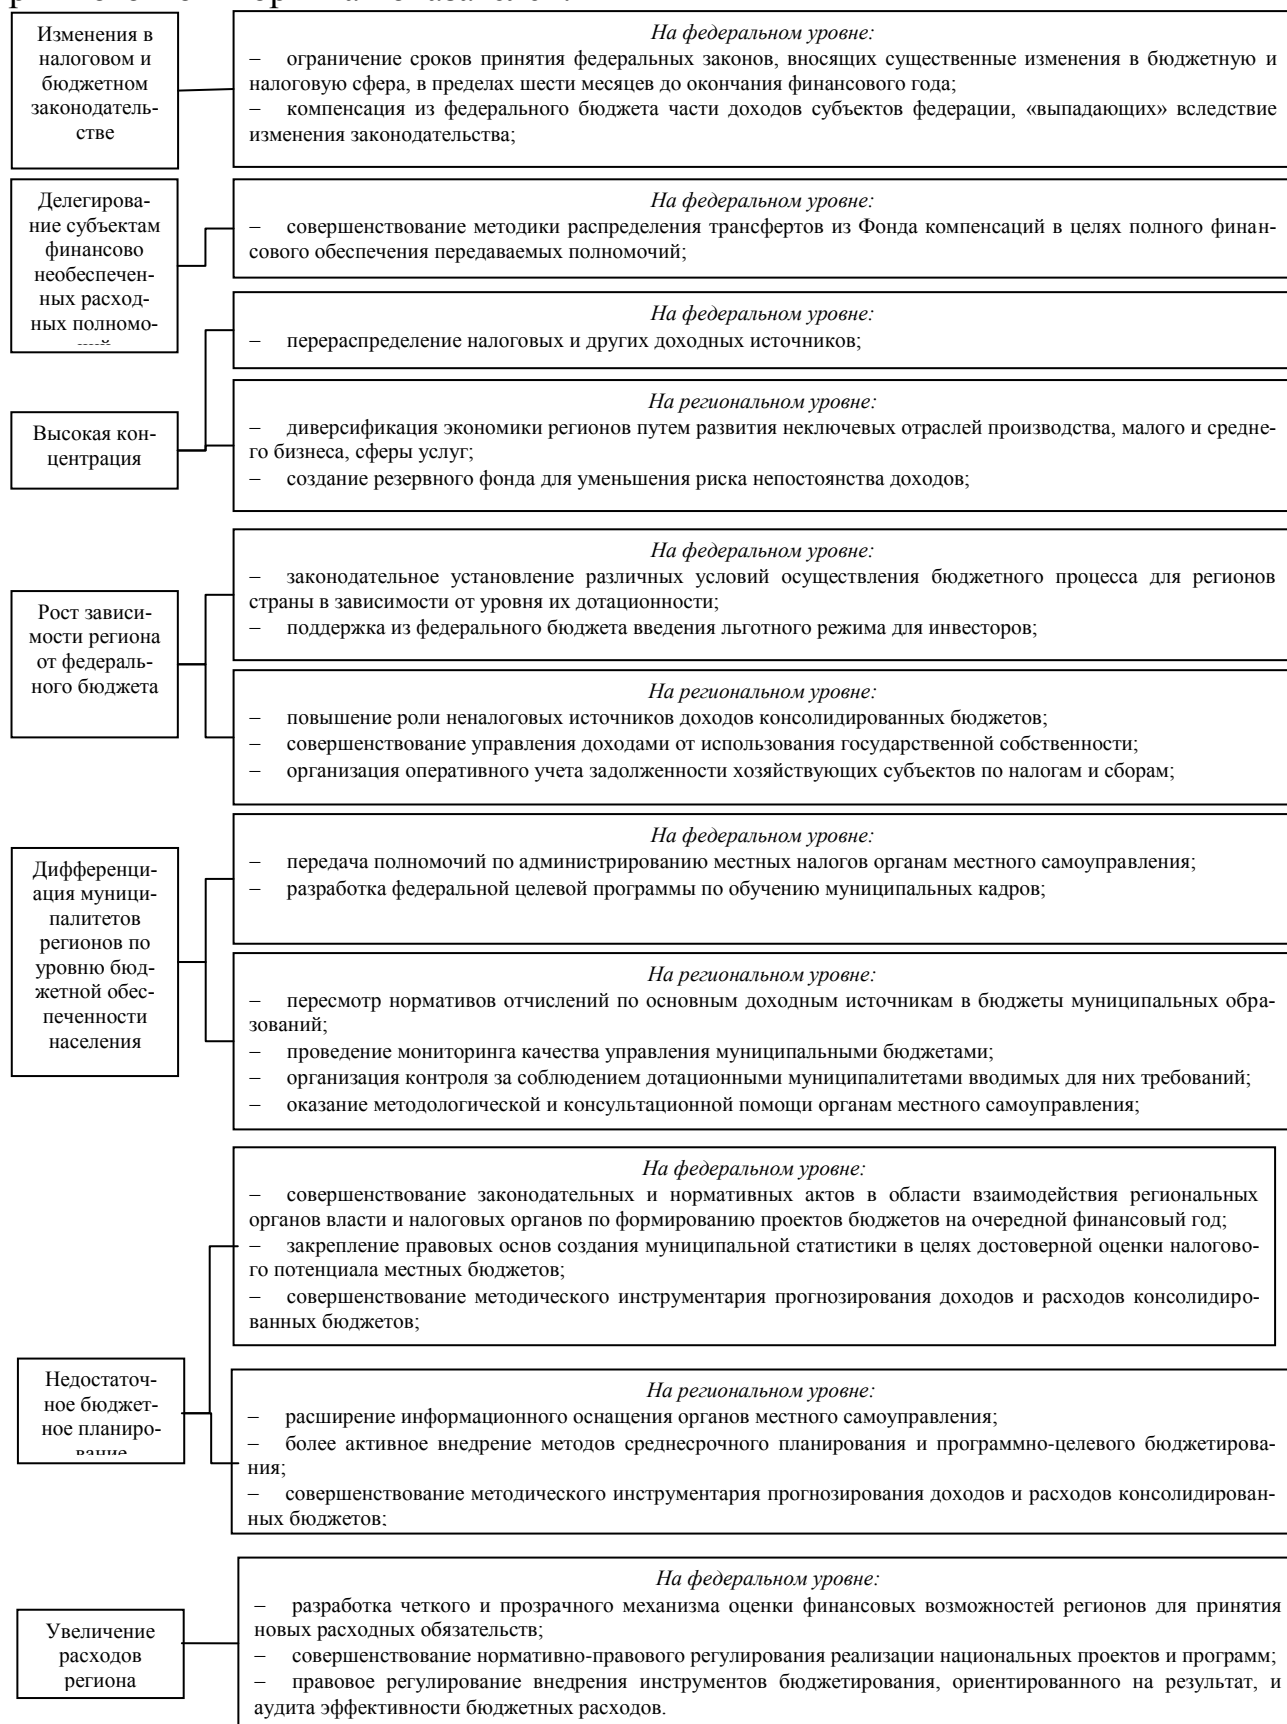 Изменения в
налоговом и
бюджетном
законодатель-
стве
На федеральном уровне:
– ограничение сроков принятия федеральных законов, вносящих существенные изменения в бюджетную и
налоговую сфера, в пределах шести месяцев до окончания финансового года;
– компенсация из федерального бюджета части доходов субъектов федерации, «выпадающих» вследствие
изменения законодательства;
Делегирова-
ние субъектам
финансово
необеспечен-
ных расход-
ных полномо-
На федеральном уровне:
– совершенствование методики распределения трансфертов из Фонда компенсаций в целях полного финан-
сового обеспечения передаваемых полномочий;
Высокая кон-
центрация
На федеральном уровне:
– перераспределение налоговых и других доходных источников;
На региональном уровне:
– диверсификация экономики регионов путем развития неключевых отраслей производства, малого и средне-
го бизнеса, сферы услуг;
– создание резервного фонда для уменьшения риска непостоянства доходов;
Рост зависи-
мости региона
от федераль-
ного бюджета
На федеральном уровне:
– законодательное установление различных условий осуществления бюджетного процесса для регионов
страны в зависимости от уровня их дотационности;
– поддержка из федерального бюджета введения льготного режима для инвесторов;
На региональном уровне:
– повышение роли неналоговых источников доходов консолидированных бюджетов;
– совершенствование управления доходами от использования государственной собственности;
– организация оперативного учета задолженности хозяйствующих субъектов по налогам и сборам;
Дифференци-
ация муници-
палитетов
регионов по
уровню бюд-
жетной обес-
печенности
населения
На федеральном уровне:
– передача полномочий по администрированию местных налогов органам местного самоуправления;
– разработка федеральной целевой программы по обучению муниципальных кадров;
На региональном уровне:
– пересмотр нормативов отчислений по основным доходным источникам в бюджеты муниципальных обра-
зований;
– проведение мониторинга качества управления муниципальными бюджетами;
– организация контроля за соблюдением дотационными муниципалитетами вводимых для них требований;
– оказание методологической и консультационной помощи органам местного самоуправления;
Недостаточ-
ное бюджет-
ное планиро-
вание
На федеральном уровне:
– совершенствование законодательных и нормативных актов в области взаимодействия региональных
органов власти и налоговых органов по формированию проектов бюджетов на очередной финансовый год;
– закрепление правовых основ создания муниципальной статистики в целях достоверной оценки налогово-
го потенциала местных бюджетов;
– совершенствование методического инструментария прогнозирования доходов и расходов консолидиро-
ванных бюджетов;
На региональном уровне:
– расширение информационного оснащения органов местного самоуправления;
– более активное внедрение методов среднесрочного планирования и программно-целевого бюджетирова-
ния;
– совершенствование методического инструментария прогнозирования доходов и расходов консолидирован-
ных бюджетов;
Увеличение
расходов
региона
На федеральном уровне:
– разработка четкого и прозрачного механизма оценки финансовых возможностей регионов для принятия
новых расходных обязательств;
– совершенствование нормативно-правового регулирования реализации национальных проектов и программ;
– правовое регулирование внедрения инструментов бюджетирования, ориентированного на результат, и
аудита эффективности бюджетных расходов.